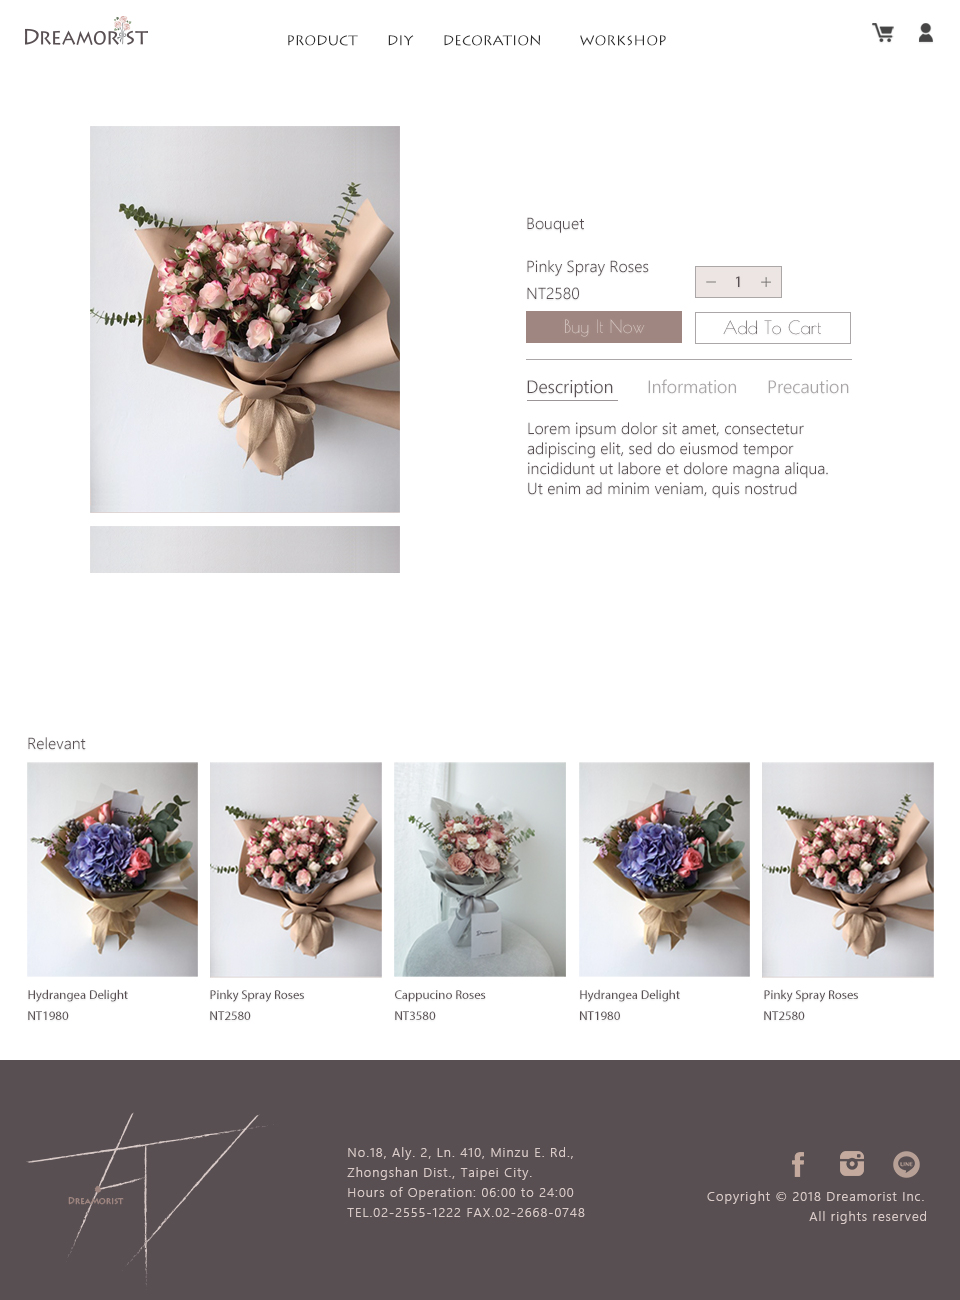 DREAMORIST
PRODUCT DIY DECORATION WORKSHOP
Bouquet
Pinky Spray Roses
NT2580
− 1 +
Buy It Now Add To Cart
Description Information Precaution
Lorem ipsum dolor sit amet, consectetur
adipiscing elit, sed do eiusmod tempor
incididunt ut labore et dolore magna aliqua.
Ut enim ad minim veniam, quis nostrud
Relevant
Hydrangea Delight
NT1980
Pinky Spray Roses
NT2580
Cappucino Roses
NT3580
Hydrangea Delight
NT1980
Pinky Spray Roses
NT2580
DREAMORIST
No.18, Aly. 2, Ln. 410, Minzu E. Rd.,
Zhongshan Dist., Taipei City.
Hours of Operation: 06:00 to 24:00
TEL.02-2555-1222 FAX.02-2668-0748
LINE
Copyright © 2018 Dreamorist Inc.
All rights reserved